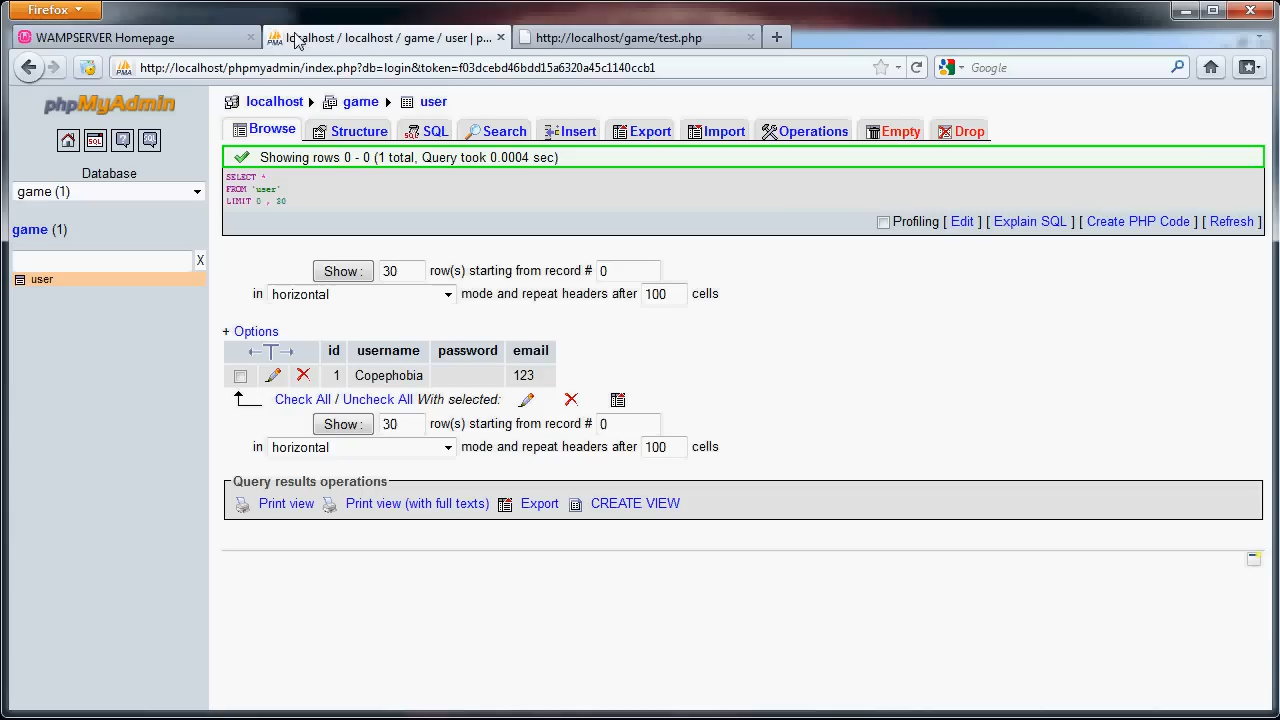 Firefox
WAMPSERVER Homepage
localhost / localhost / game / user | p...
http://localhost/game/test.php
http://localhost/phpmyadmin/index.php?db=login&token=f03dcebd46bdd15a6320a45c1140ccb1
Google
phpMyAdmin
localhost game user
Browse Structure SQL Search Insert Export Import Operations Empty Drop
Database
game (1)
game (1)
X
user
Showing rows 0 - 0 (1 total, Query took 0.0004 sec)
SELECT *
FROM `user`
LIMIT 0 , 30
Profiling [ Edit ] [ Explain SQL ] [ Create PHP Code ] [ Refresh ]
Show : 30 row(s) starting from record # 0
in horizontal mode and repeat headers after 100 cells
+ Options
←T→ id username password email
1 Copephobia 123
Check All / Uncheck All With selected:
Show : 30 row(s) starting from record # 0
in horizontal mode and repeat headers after 100 cells
Query results operations
Print view Print view (with full texts) Export CREATE VIEW